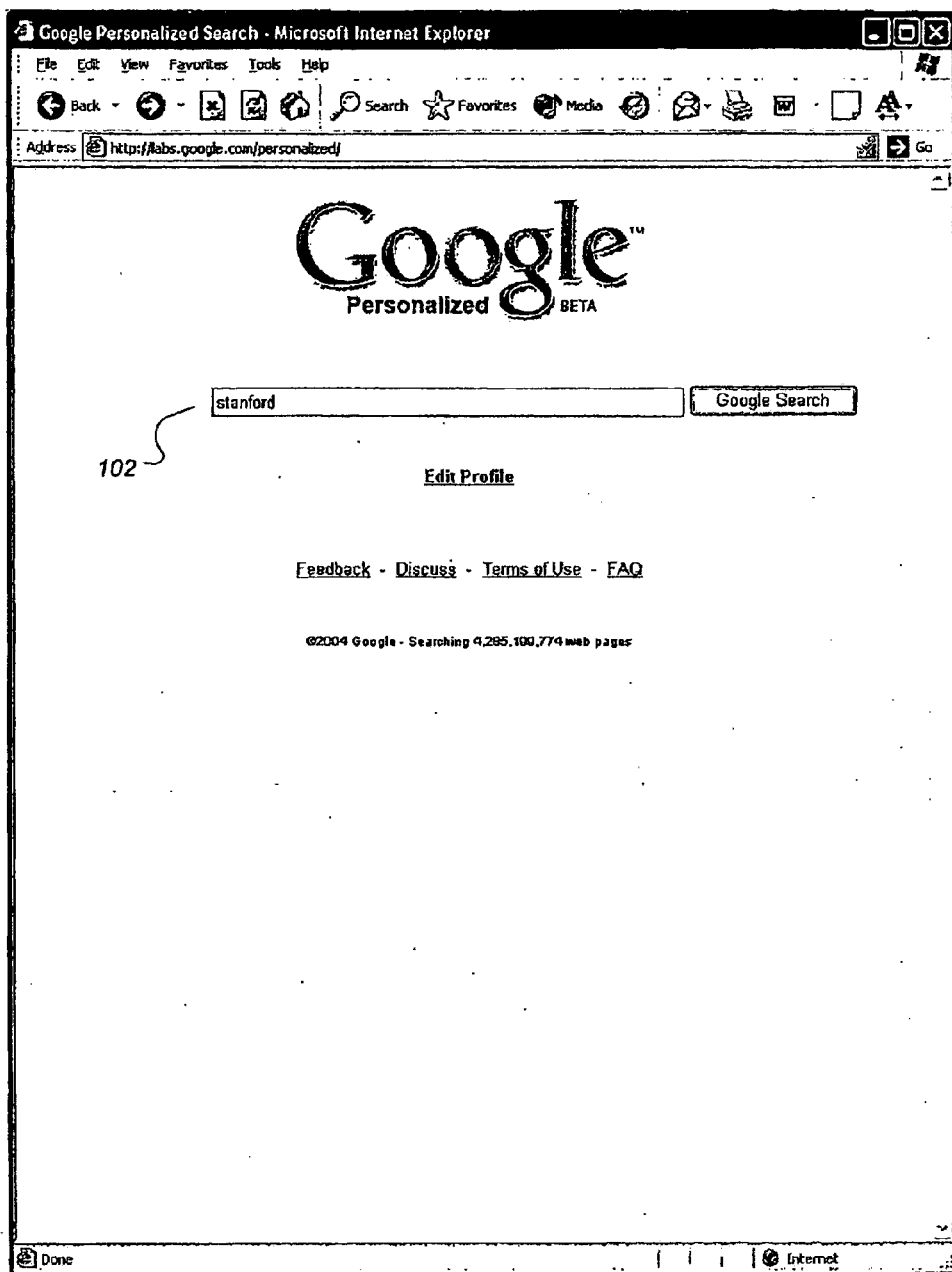 Google Personalized Search - Microsoft Internet Explorer
File Edit View Favorites Tools Help
Back Search Favorites Media
Address http://labs.google.com/personalized/ Go
Google™
Personalized BETA
stanford Google Search
102
Edit Profile
Feedback - Discuss - Terms of Use - FAQ
©2004 Google - Searching 4,285,199,774 web pages
Done Internet